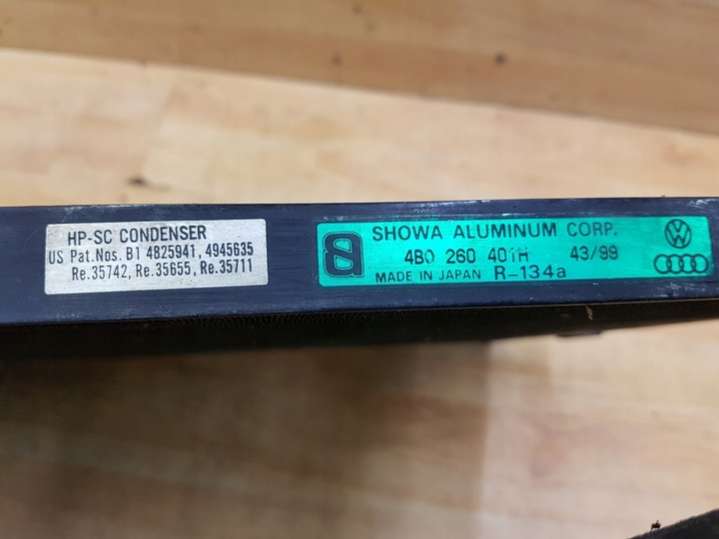 HP-SC CONDENSER
US Pat.Nos. B1 4825941, 4945635
Re.35742, Re.35655, Re.35711
SHOWA ALUMINUM CORP.
4B0 260 401H 43/99
MADE IN JAPAN R-134a